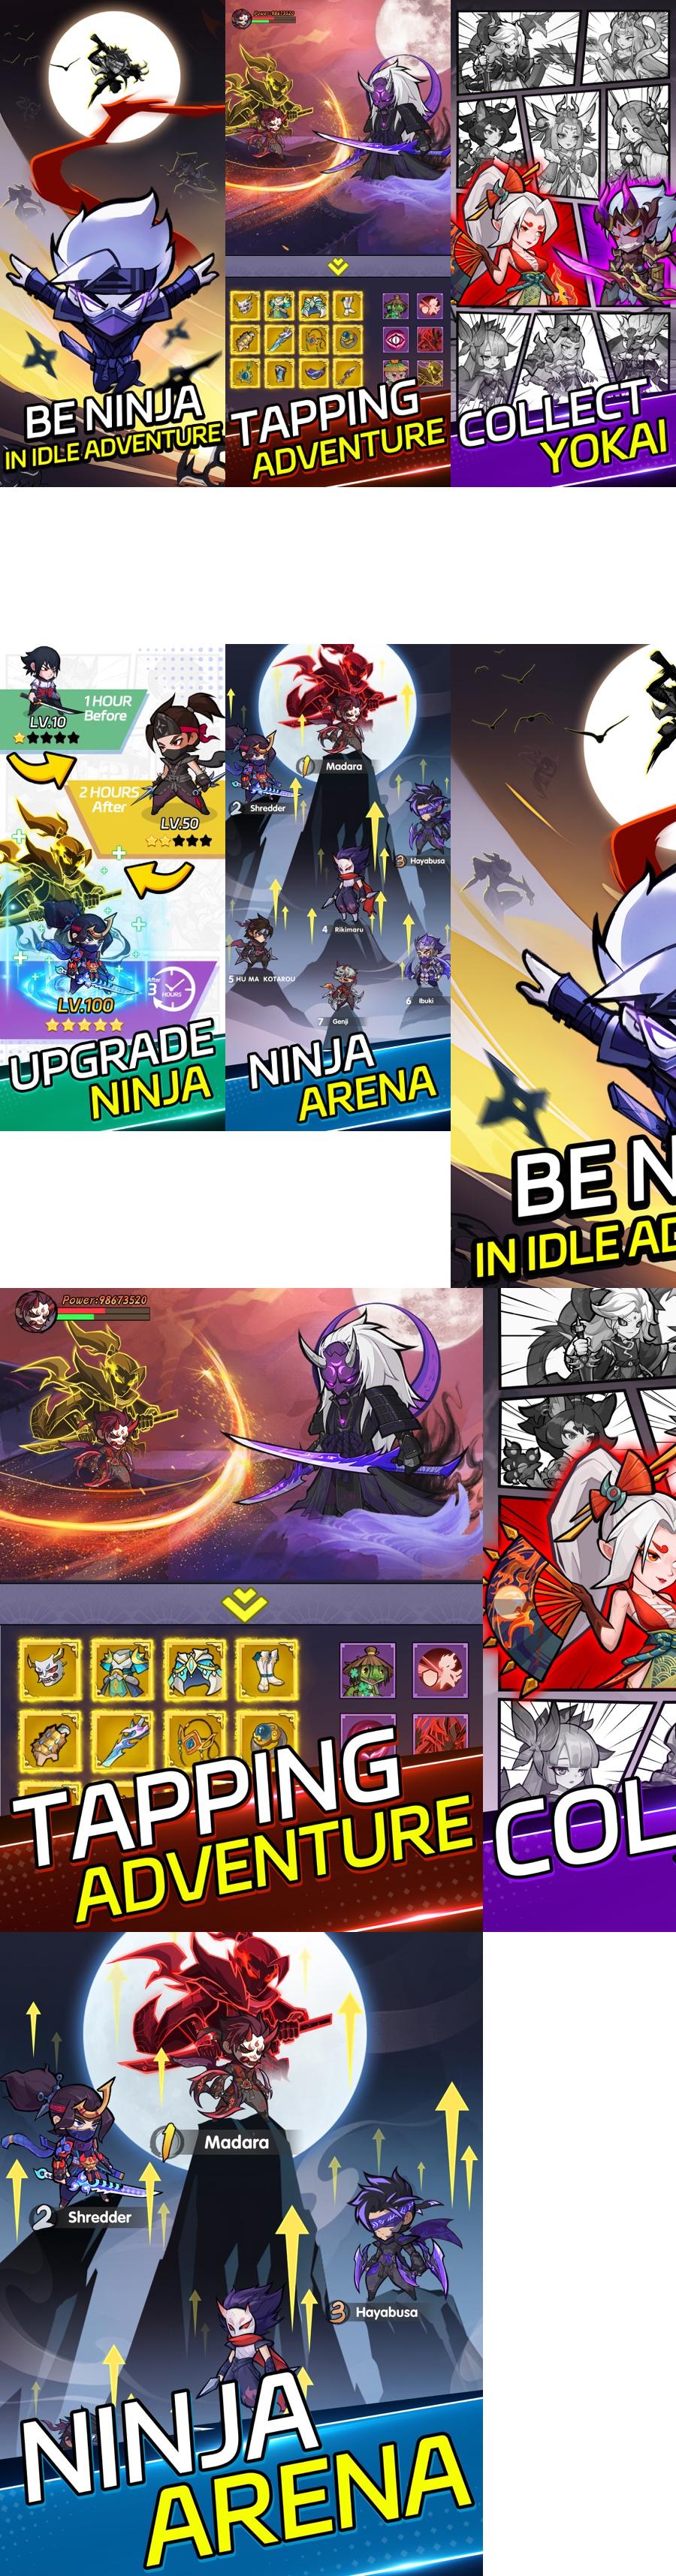 BE NINJA
IN IDLE ADVENTURE
Power:98673520
TAPPING
ADVENTURE
COLLECT
YOKAI
LV.10
1 HOUR
Before
2 HOURS
After
LV.50
LV.100
After
3
HOURS
UPGRADE
NINJA
1 Madara
2 Shredder
3 Hayabusa
4 Rikimaru
5 HU MA KOTAROU
6 Ibuki
7 Genji
NINJA
ARENA
BE N
IN IDLE AD
Power:98673520
TAPPING
ADVENTURE
COL
1 Madara
2 Shredder
3 Hayabusa
NINJA
ARENA